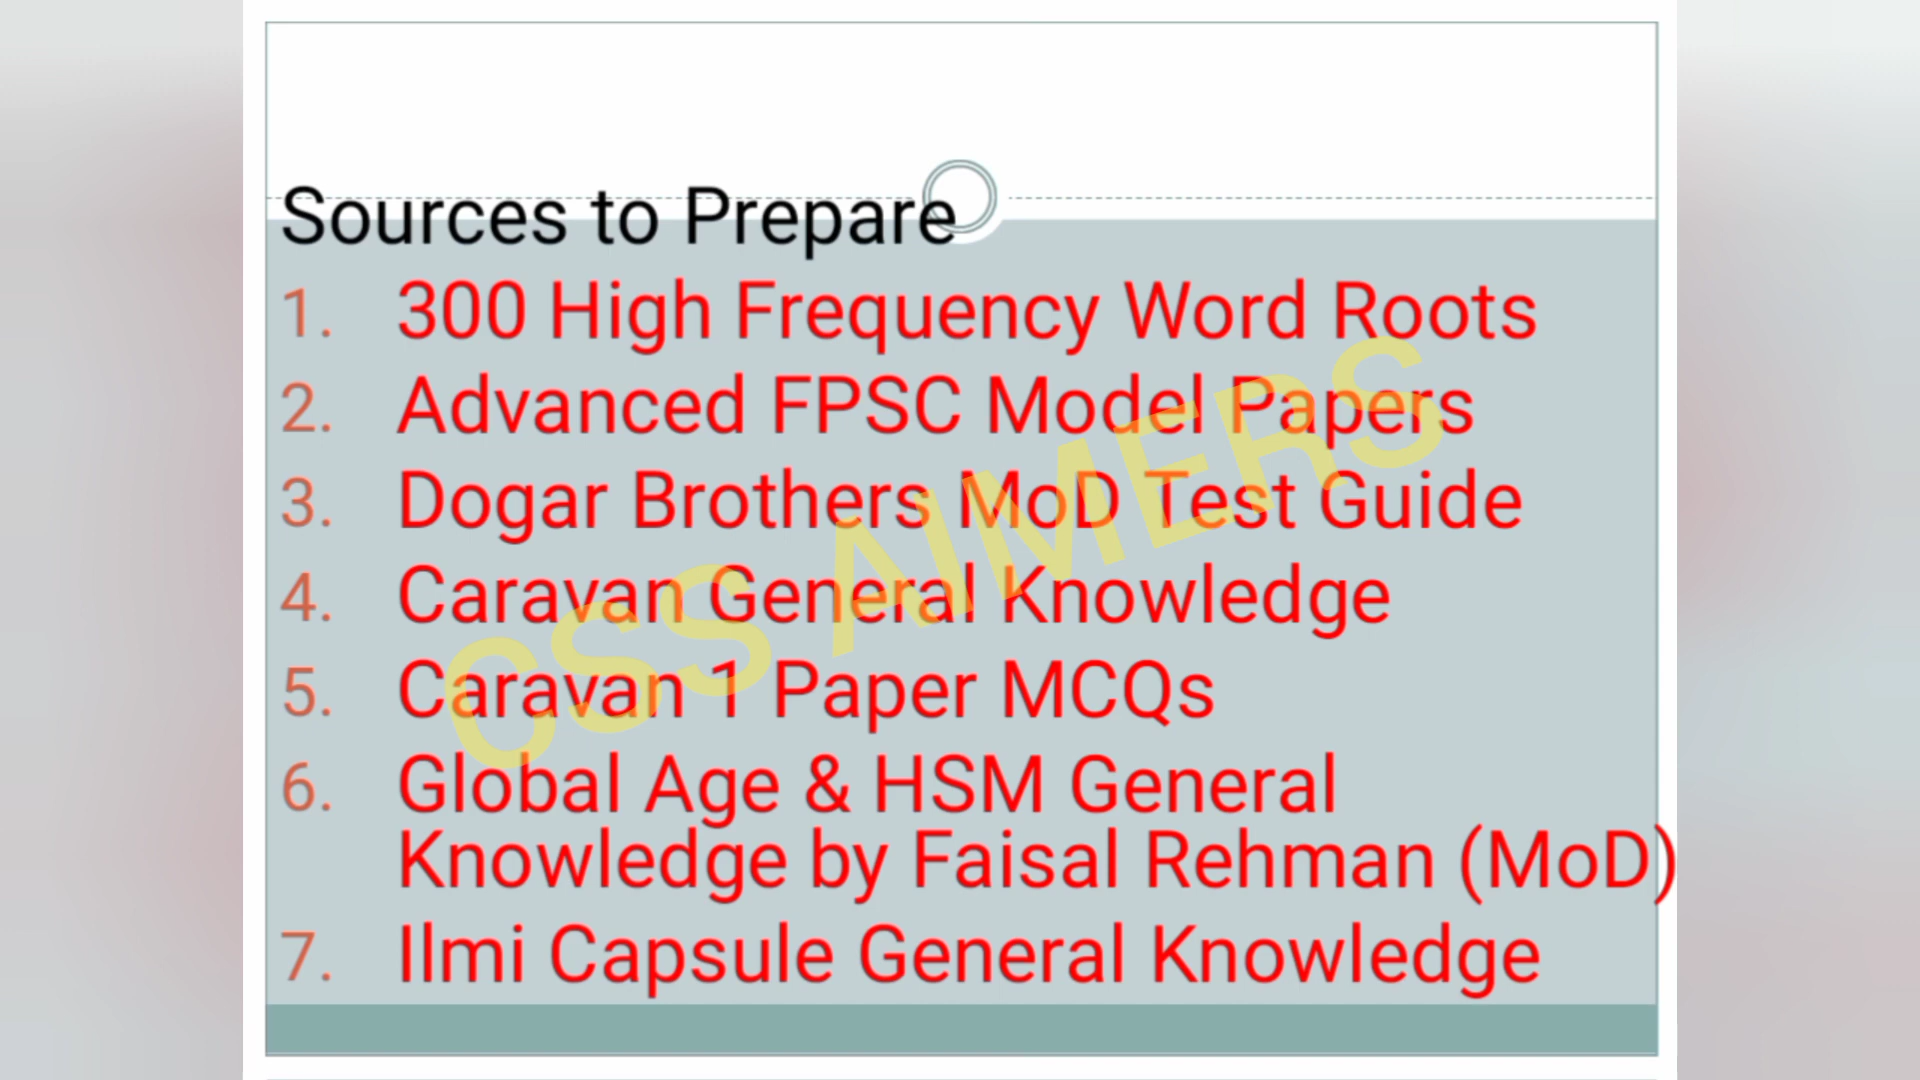 Sources to Prepare
1. 300 High Frequency Word Roots
2. Advanced FPSC Model Papers
3. Dogar Brothers MoD Test Guide
4. Caravan General Knowledge
5. Caravan 1 Paper MCQs
6. Global Age & HSM General
Knowledge by Faisal Rehman (MoD)
7. Ilmi Capsule General Knowledge
CSS AIMERS